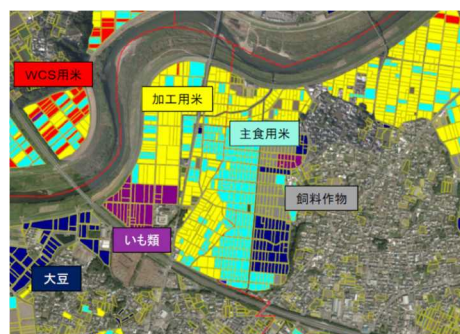 WCS用米
加工用米
主食用米
飼料作物
いも類
大豆